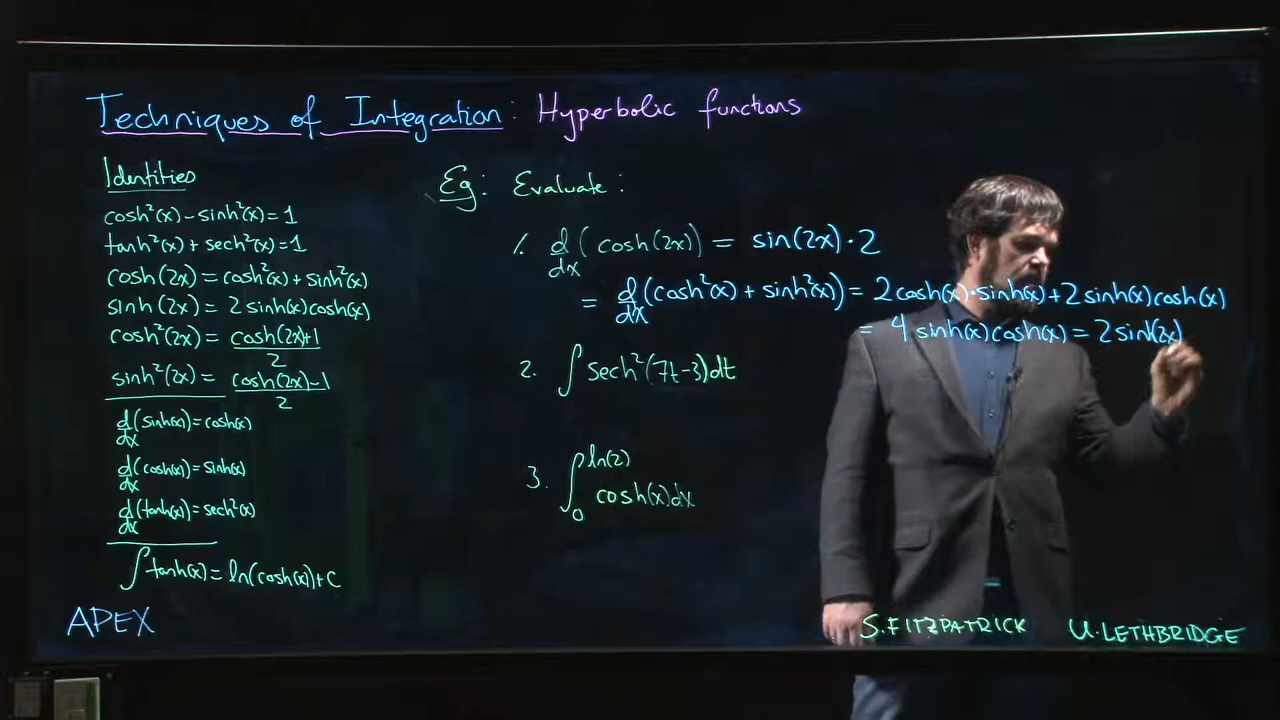 Techniques of Integration: Hyperbolic functions
Identities
cosh²(x) − sinh²(x) = 1
tanh²(x) + sech²(x) = 1
cosh(2x) = cosh²(x) + sinh²(x)
sinh(2x) = 2 sinh(x)cosh(x)
cosh²(2x) = cosh(2x)+1 / 2
sinh²(2x) = cosh(2x)−1 / 2
d/dx (sinh(x)) = cosh(x)
d/dx (cosh(x)) = sinh(x)
d/dx (tanh(x)) = sech²(x)
∫ tanh(x) = ln(cosh(x)) + C
Eg: Evaluate:
1. d/dx (cosh(2x)) = sin(2x)·2
= d/dx (cosh²(x) + sinh²(x)) = 2cosh(x)·sinh(x) + 2sinh(x)cosh(x)
= 4 sinh(x)cosh(x) = 2 sinh(2x)
2. ∫ sech²(7t−3)dt
3. ∫₀^ln(2) cosh(x)dx
APEX
S. FITZPATRICK U. LETHBRIDGE